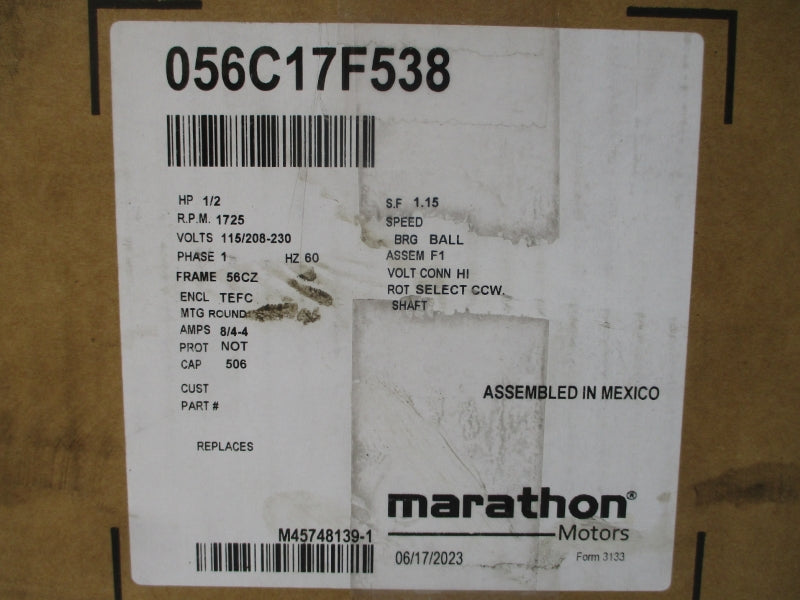 056C17F538
HP 1/2
R.P.M. 1725
VOLTS 115/208-230
PHASE 1 HZ 60
FRAME 56CZ
ENCL TEFC
MTG ROUND
AMPS 8/4-4
PROT NOT
CAP 506
CUST
PART #
REPLACES
S.F 1.15
SPEED
BRG BALL
ASSEM F1
VOLT CONN HI
ROT SELECT CCW.
SHAFT
ASSEMBLED IN MEXICO
marathon®
Motors
M45748139-1
06/17/2023
Form 3133